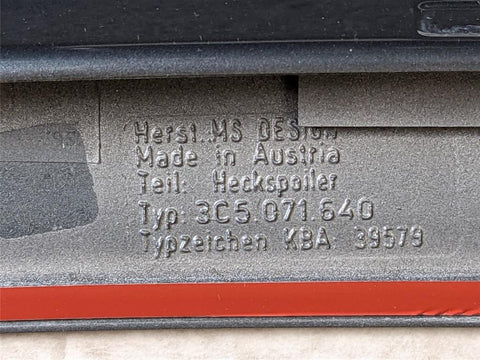 Herst.:MS DESIGN
Made in Austria
Teil: Heckspoiler
Typ: 3C5.071.640
Typzeichen KBA 39579